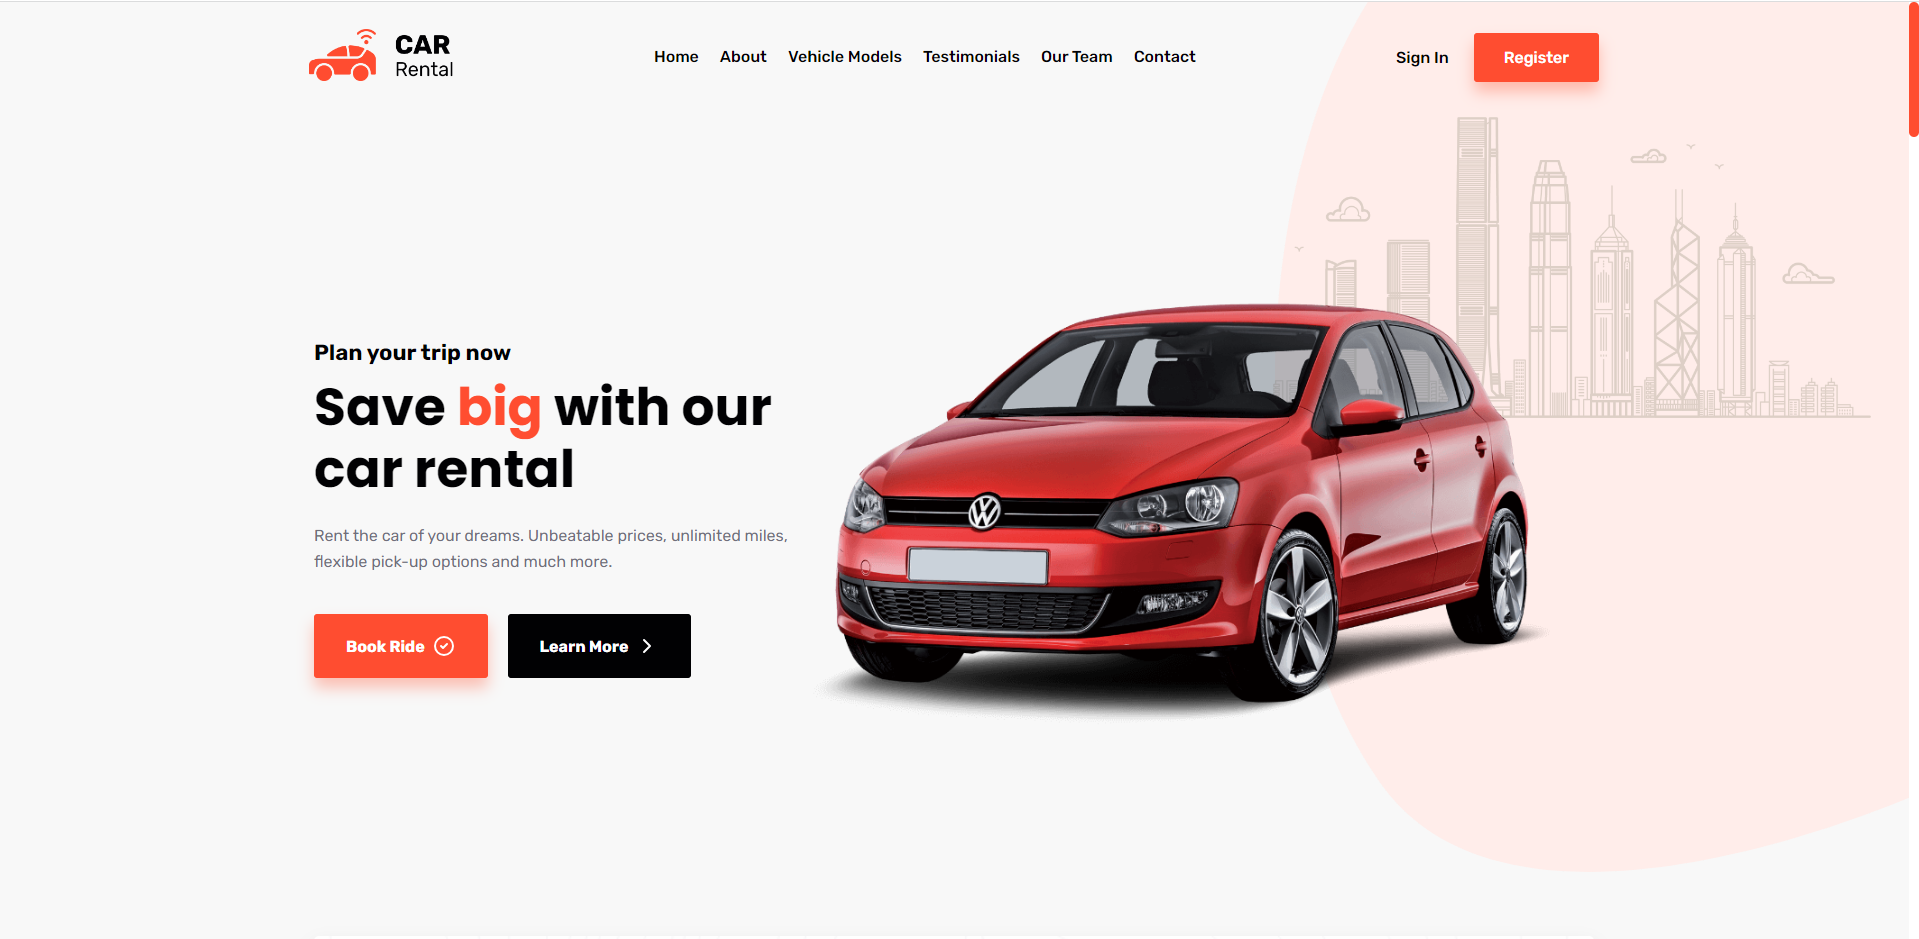 CAR
Rental
Home About Vehicle Models Testimonials Our Team Contact
Sign In Register
Plan your trip now
Save big with our
car rental
Rent the car of your dreams. Unbeatable prices, unlimited miles,
flexible pick-up options and much more.
Book Ride Learn More